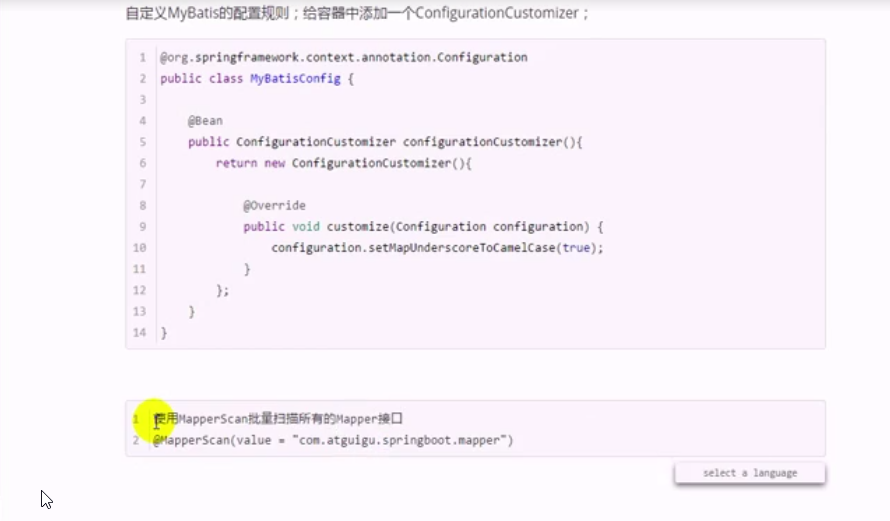 自定义MyBatis的配置规则；给容器中添加一个ConfigurationCustomizer；
1 @org.springframework.context.annotation.Configuration
2 public class MyBatisConfig {
3
4 @Bean
5 public ConfigurationCustomizer configurationCustomizer(){
6 return new ConfigurationCustomizer(){
7
8 @Override
9 public void customize(Configuration configuration) {
10 configuration.setMapUnderscoreToCamelCase(true);
11 }
12 };
13 }
14 }
1 使用MapperScan批量扫描所有的Mapper接口
2 @MapperScan(value = "com.atguigu.springboot.mapper")
select a language